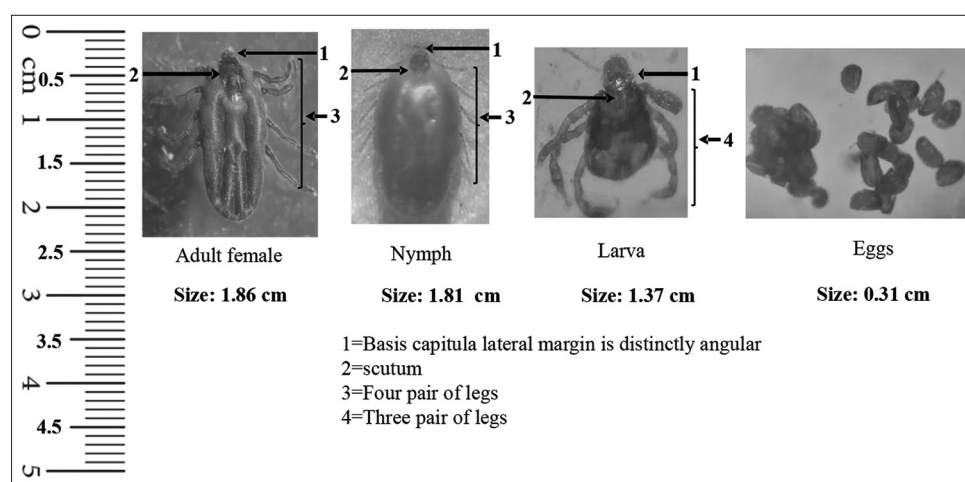 0
cm
0.5
1
1.5
2
2.5
3
3.5
4
4.5
5
1
2
3
1
2
3
1
2
4
Adult female
Nymph
Larva
Eggs
Size: 1.86 cm
Size: 1.81 cm
Size: 1.37 cm
Size: 0.31 cm
1=Basis capitula lateral margin is distinctly angular
2=scutum
3=Four pair of legs
4=Three pair of legs